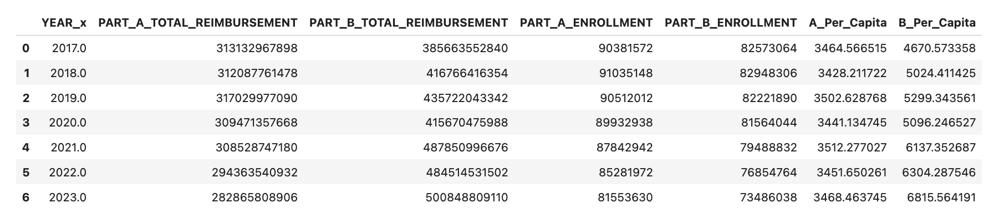 YEAR_x PART_A_TOTAL_REIMBURSEMENT PART_B_TOTAL_REIMBURSEMENT PART_A_ENROLLMENT PART_B_ENROLLMENT A_Per_Capita B_Per_Capita
0 2017.0 313132967898 385663552840 90381572 82573064 3464.566515 4670.573358
1 2018.0 312087761478 416766416354 91035148 82948306 3428.211722 5024.411425
2 2019.0 317029977090 435722043342 90512012 82221890 3502.628768 5299.343561
3 2020.0 309471357668 415670475988 89932938 81564044 3441.134745 5096.246527
4 2021.0 308528747180 487850996676 87842942 79488832 3512.277027 6137.352687
5 2022.0 294363540932 484514531502 85281972 76854764 3451.650261 6304.287546
6 2023.0 282865808906 500848809110 81553630 73486038 3468.463745 6815.564191